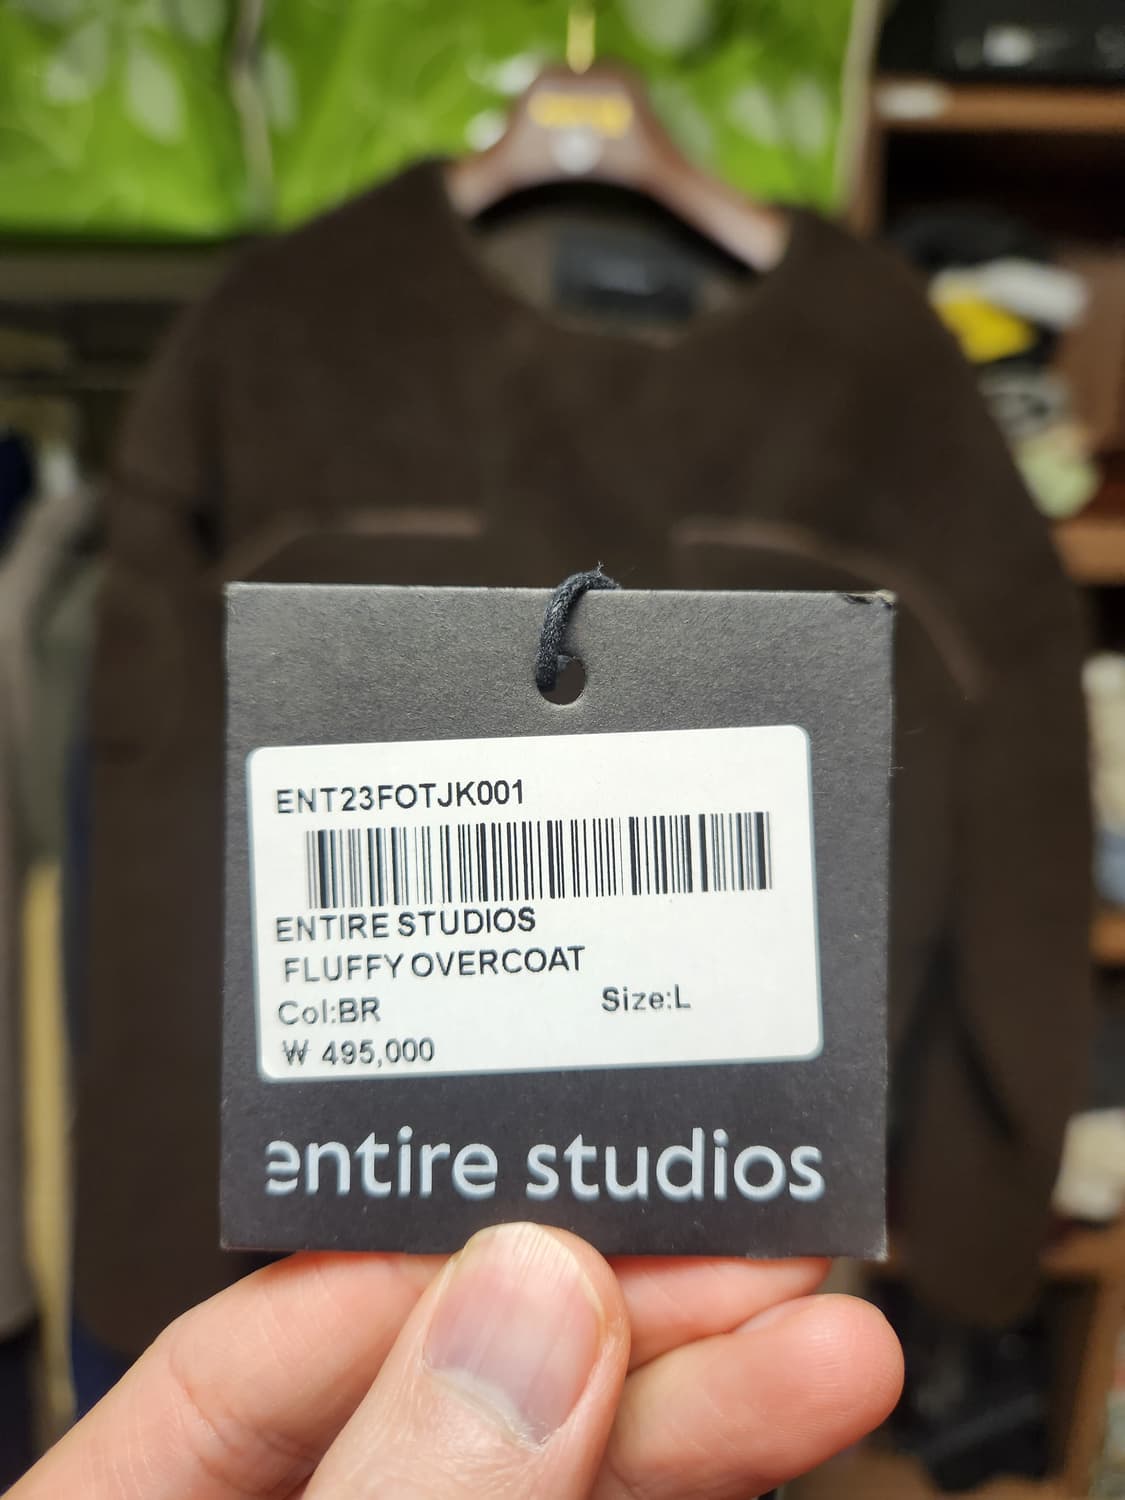 ENT23FOTJK001
ENTIRE STUDIOS
FLUFFY OVERCOAT
Col:BR Size:L
₩ 495,000
entire studios